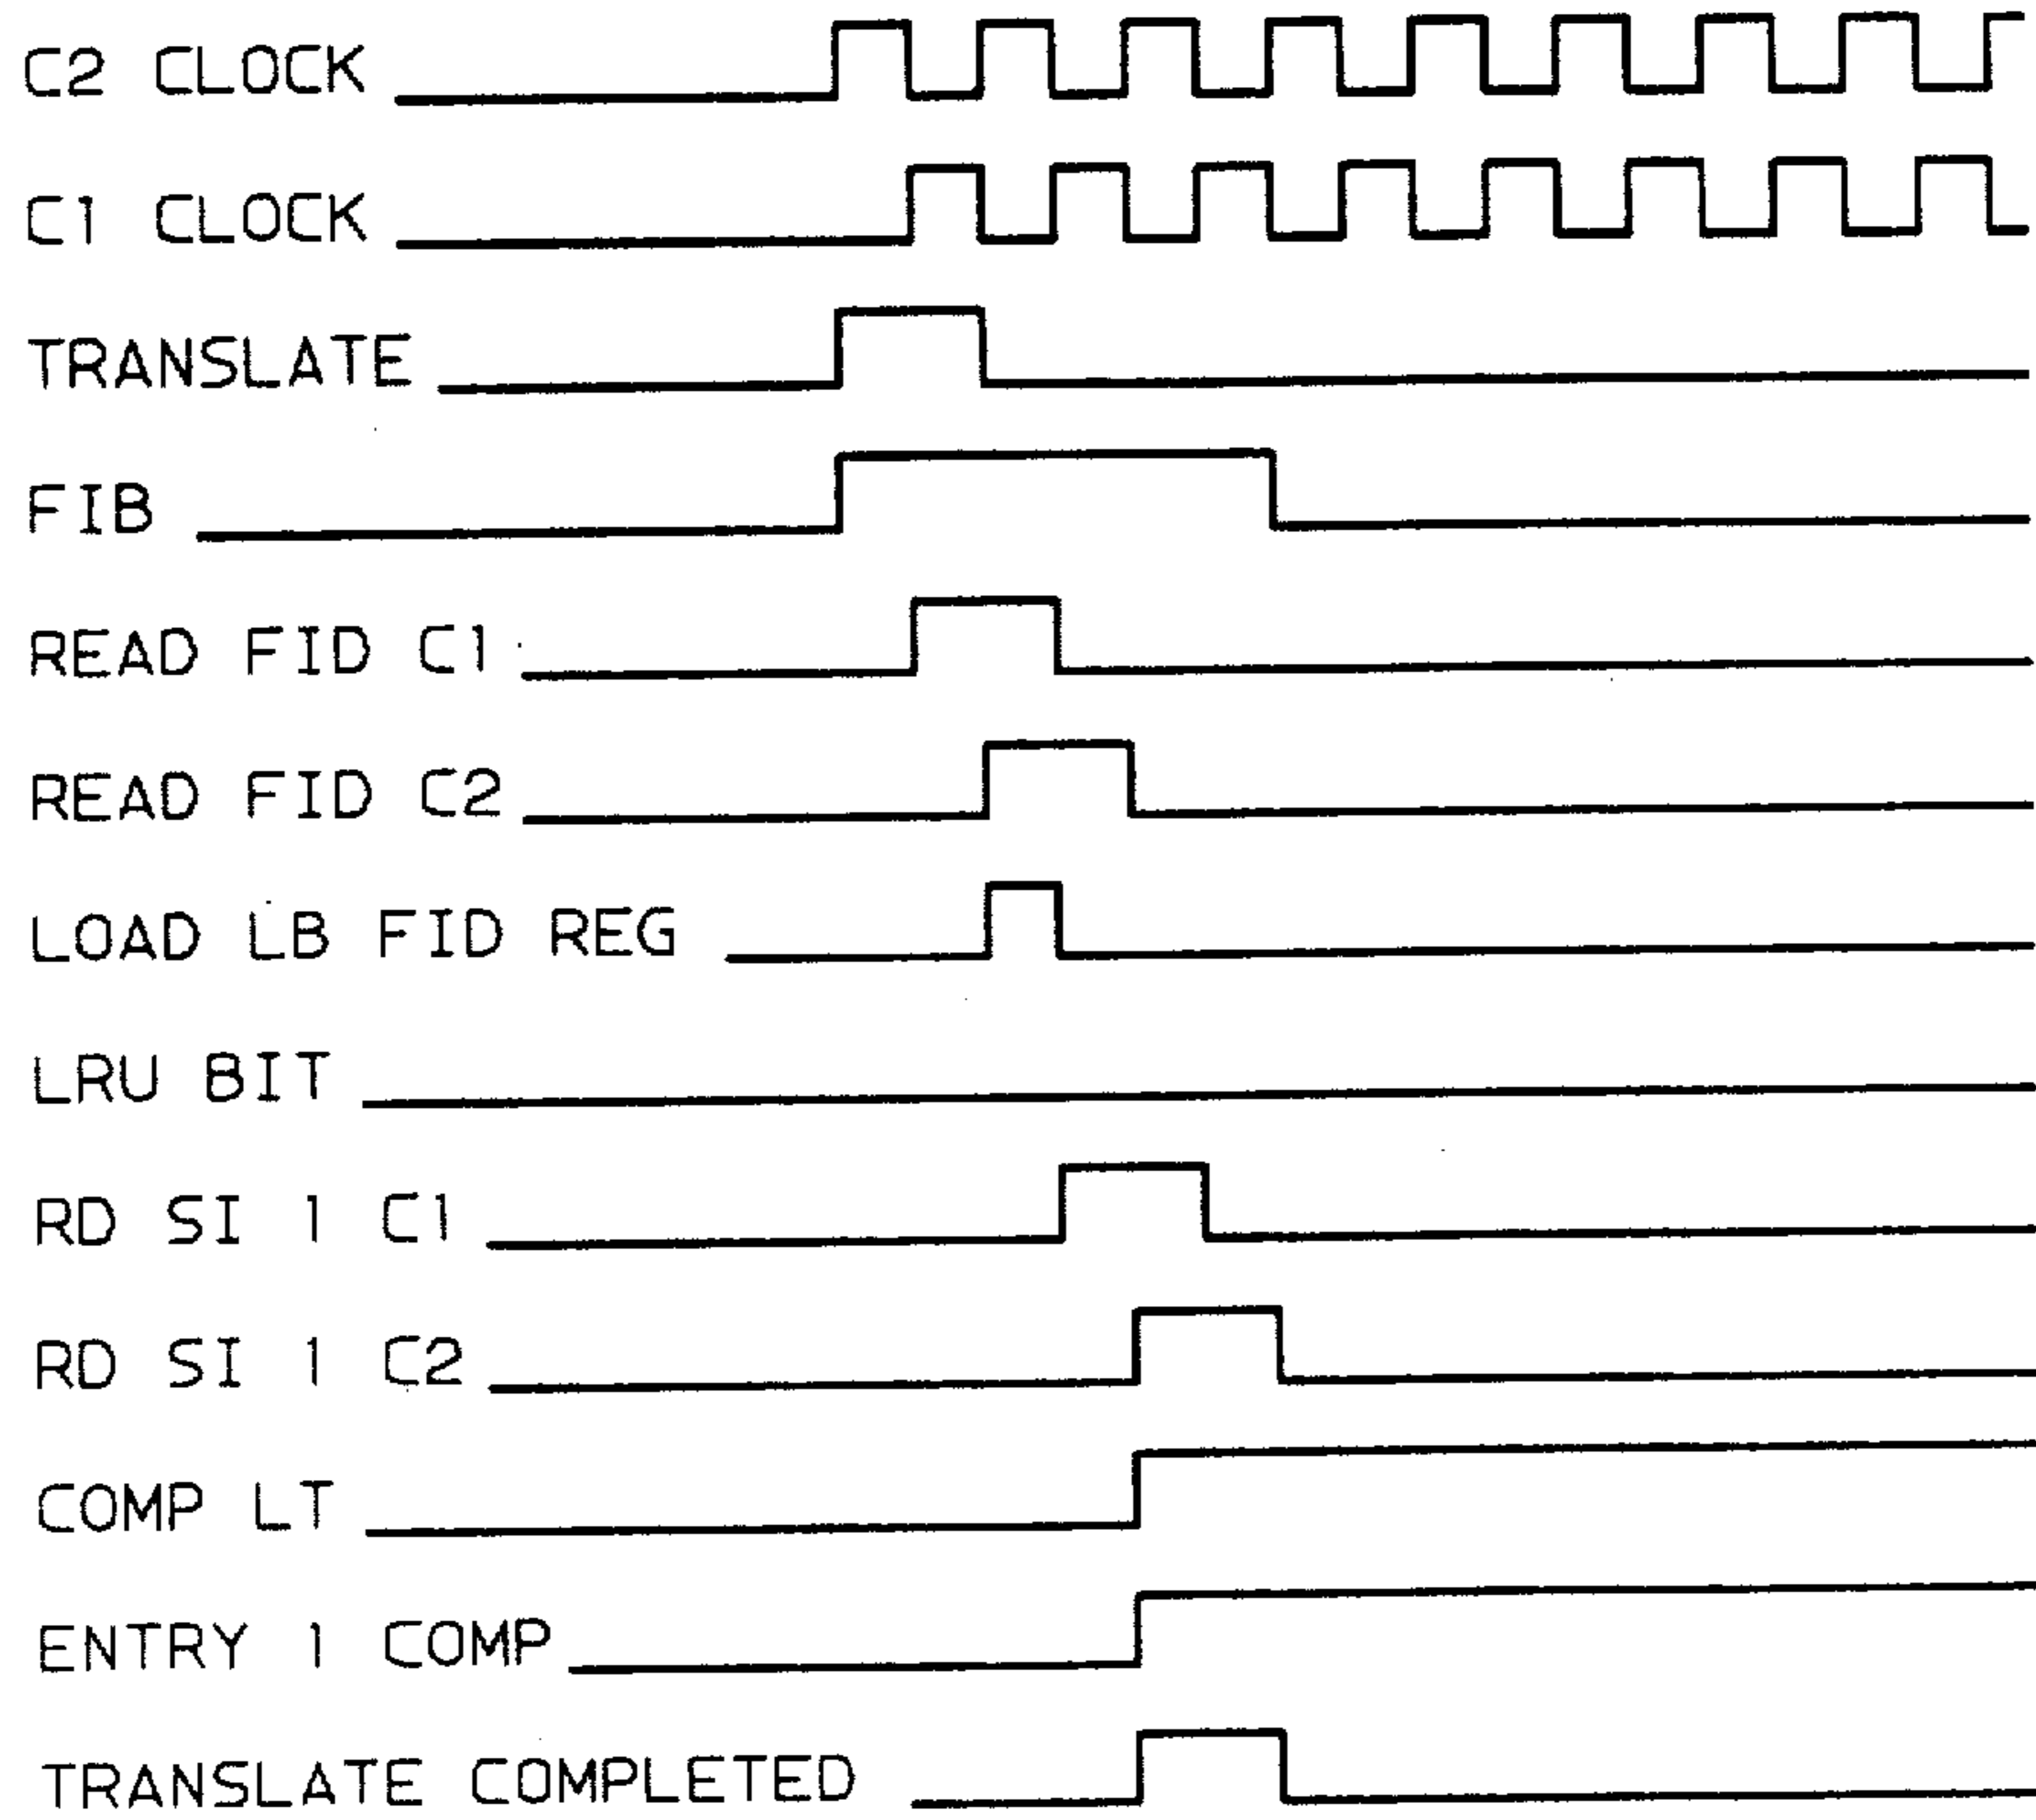 C2 CLOCK
C1 CLOCK
TRANSLATE
FIB
READ FID C1
READ FID C2
LOAD LB FID REG
LRU BIT
RD SI 1 C1
RD SI 1 C2
COMP LT
ENTRY 1 COMP
TRANSLATE COMPLETED